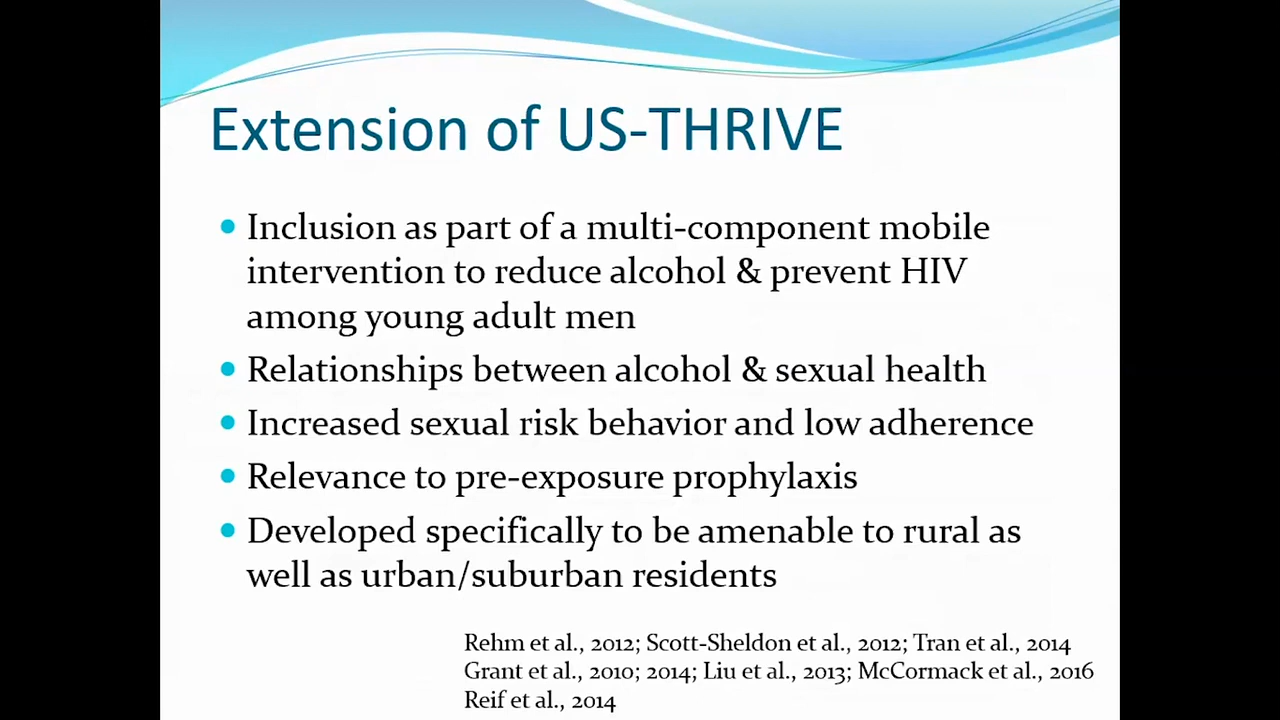 Extension of US-THRIVE
• Inclusion as part of a multi-component mobile
intervention to reduce alcohol & prevent HIV
among young adult men
• Relationships between alcohol & sexual health
• Increased sexual risk behavior and low adherence
• Relevance to pre-exposure prophylaxis
• Developed specifically to be amenable to rural as
well as urban/suburban residents
Rehm et al., 2012; Scott-Sheldon et al., 2012; Tran et al., 2014
Grant et al., 2010; 2014; Liu et al., 2013; McCormack et al., 2016
Reif et al., 2014